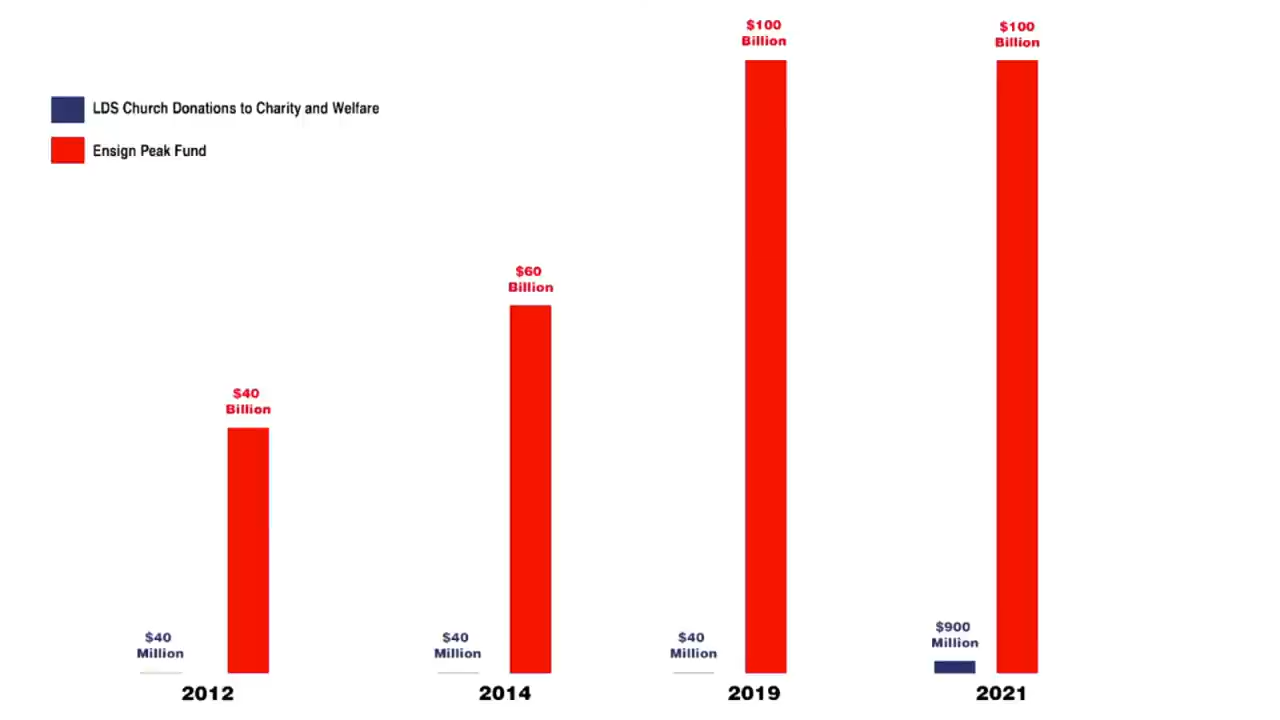 $100
Billion
$100
Billion
LDS Church Donations to Charity and Welfare
Ensign Peak Fund
$60
Billion
$40
Billion
$40
Million
$40
Million
$40
Million
$900
Million
2012
2014
2019
2021